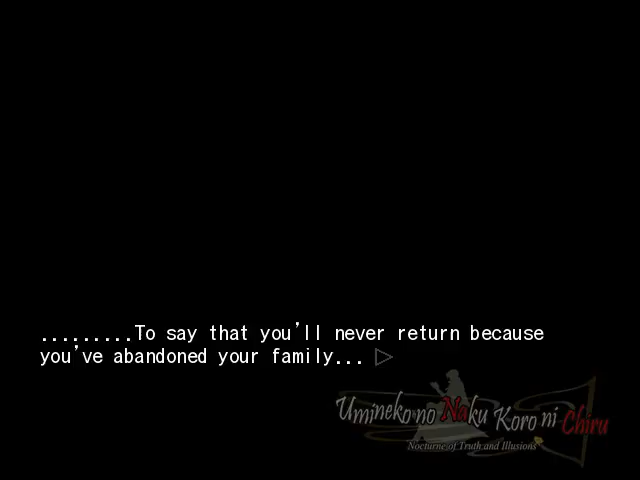 .........To say that you'll never return because
you've abandoned your family...
Umineko no Naku Koro ni Chiru
Nocturne of Truth and Illusions